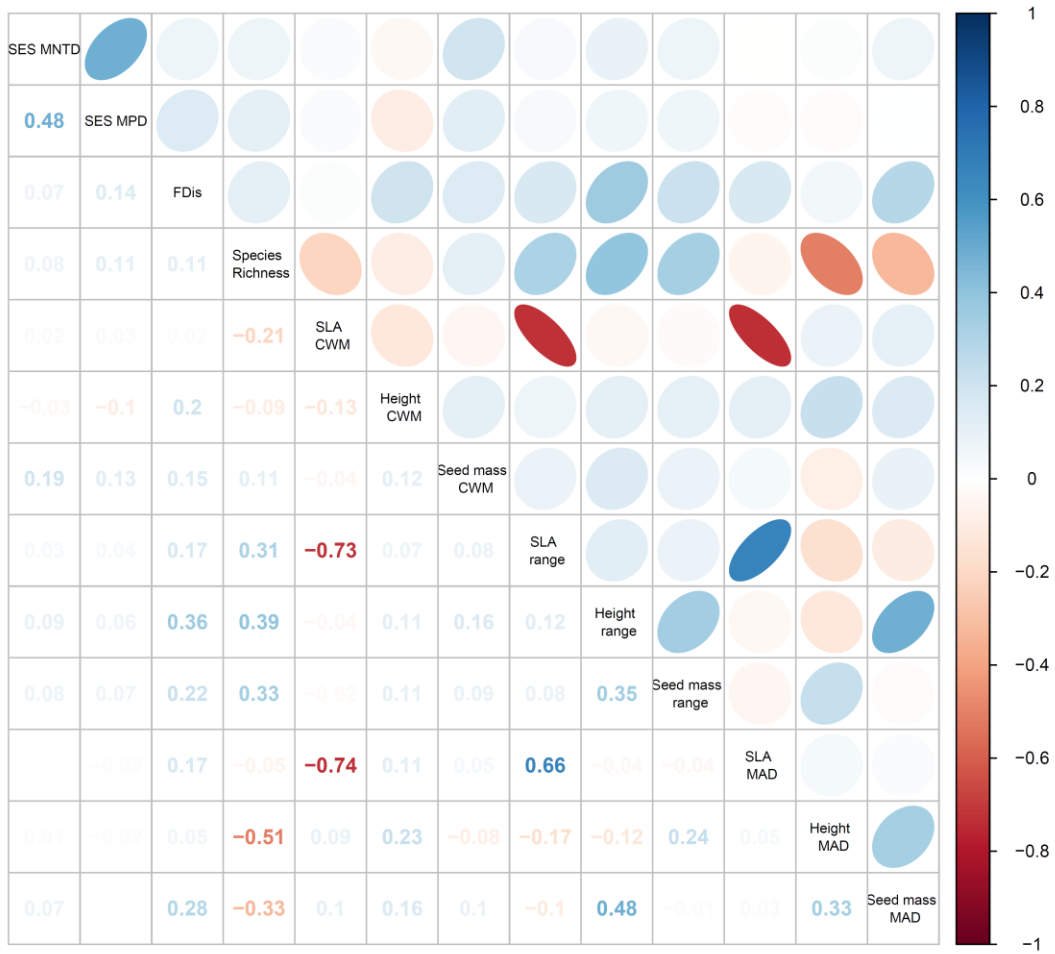 SES MNTD
1
0.8
0.48 SES MPD
0.07 0.14 FDis
0.6
0.08 0.11 0.11 Species
Richness
0.4
0.02 0.03 0.02 −0.21 SLA
CWM
−0.03 −0.1 0.2 −0.09 −0.13 Height
CWM
0.2
0.19 0.13 0.15 0.11 −0.04 0.12 Seed mass
CWM
0
0.03 0.04 0.17 0.31 −0.73 0.07 0.08 SLA
range
−0.2
0.09 0.06 0.36 0.39 −0.04 0.11 0.16 0.12 Height
range
−0.4
0.08 0.07 0.22 0.33 −0.02 0.11 0.09 0.08 0.35 Seed mass
range
−0.02 0.17 −0.05 −0.74 0.11 0.05 0.66 −0.04 −0.04 SLA
MAD
−0.6
0.01 −0.02 0.05 −0.51 0.09 0.23 −0.08 −0.17 −0.12 0.24 0.05 Height
MAD
−0.8
0.07 0.28 −0.33 0.1 0.16 0.1 −0.1 0.48 −0.01 0.03 0.33 Seed mass
MAD
−1